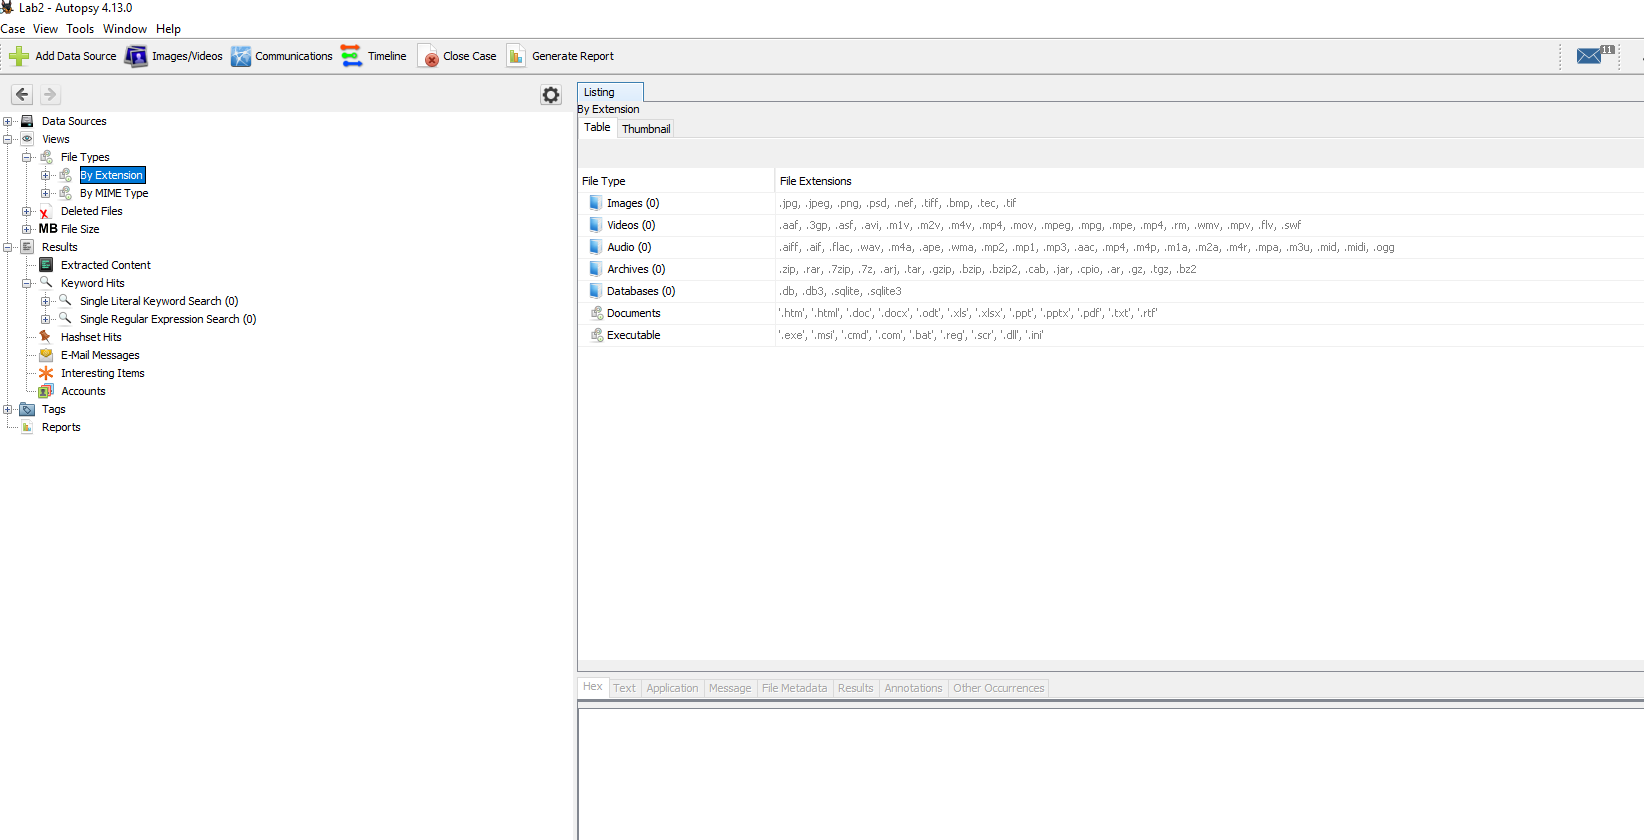 Lab2 - Autopsy 4.13.0
Case View Tools Window Help
Add Data Source Images/Videos Communications Timeline Close Case Generate Report 11
Data Sources
Views
File Types
By Extension
By MIME Type
Deleted Files
MB File Size
Results
Extracted Content
Keyword Hits
Single Literal Keyword Search (0)
Single Regular Expression Search (0)
Hashset Hits
E-Mail Messages
Interesting Items
Accounts
Tags
Reports
Listing
By Extension
Table Thumbnail
File Type File Extensions
Images (0) .jpg, .jpeg, .png, .psd, .nef, .tiff, .bmp, .tec, .tif
Videos (0) .aaf, .3gp, .asf, .avi, .m1v, .m2v, .m4v, .mp4, .mov, .mpeg, .mpg, .mpe, .mp4, .rm, .wmv, .mpv, .flv, .swf
Audio (0) .aiff, .aif, .flac, .wav, .m4a, .ape, .wma, .mp2, .mp1, .mp3, .aac, .mp4, .m4p, .m1a, .m2a, .m4r, .mpa, .m3u, .mid, .midi, .ogg
Archives (0) .zip, .rar, .7zip, .7z, .arj, .tar, .gzip, .bzip, .bzip2, .cab, .jar, .cpio, .ar, .gz, .tgz, .bz2
Databases (0) .db, .db3, .sqlite, .sqlite3
Documents '.htm', '.html', '.doc', '.docx', '.odt', '.xls', '.xlsx', '.ppt', '.pptx', '.pdf', '.txt', '.rtf'
Executable '.exe', '.msi', '.cmd', '.com', '.bat', '.reg', '.scr', '.dll', '.ini'
Hex Text Application Message File Metadata Results Annotations Other Occurrences